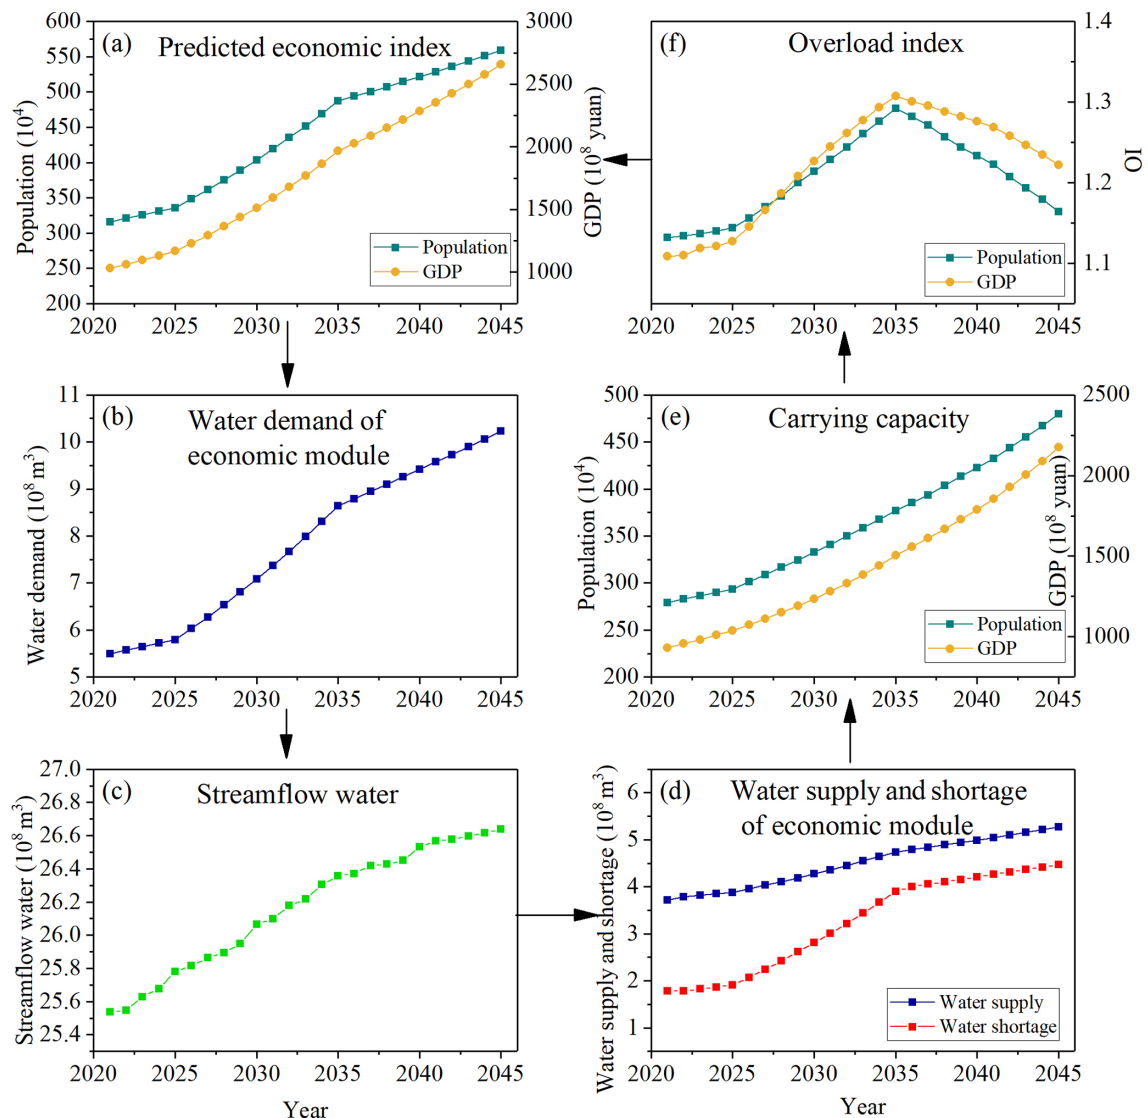 (a)
Predicted economic index
600
550
500
450
400
350
300
250
200
Population (10⁴)
3000
2500
2000
1500
1000
GDP (10⁸ yuan)
Population
GDP
2020 2025 2030 2035 2040 2045
(f)
Overload index
1.4
1.3
1.2
1.1
OI
Population
GDP
2020 2025 2030 2035 2040 2045
(b)
Water demand of
economic module
11
10
9
8
7
6
5
Water demand (10⁸ m³)
2020 2025 2030 2035 2040 2045
(e)
Carrying capacity
500
450
400
350
300
250
200
Population (10⁴)
2500
2000
1500
1000
GDP (10⁸ yuan)
Population
GDP
2020 2025 2030 2035 2040 2045
(c)
Streamflow water
27.0
26.8
26.6
26.4
26.2
26.0
25.8
25.6
25.4
Streamflow water (10⁸ m³)
2020 2025 2030 2035 2040 2045
Year
(d)
Water supply and shortage
of economic module
6
5
4
3
2
1
Water supply and shortage (10⁸ m³)
Water supply
Water shortage
2020 2025 2030 2035 2040 2045
Year